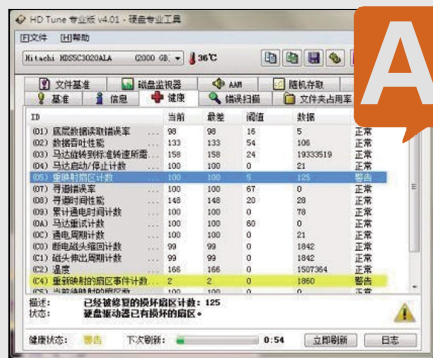 HD Tune 专业版 v4.01 - 硬盘专业工具
文件 [H]帮助
Hitachi HDS5C3020ALA (2000 GB) 36℃
A
文件基准 磁盘监视器 AAM 随机存取
基准 信息 健康 错误扫描 文件夹占用率
ID 当前 最差 阈值 数据
(01) 底层数据读取错误率 ... 98 98 16 5 正常
(02) 数据吞吐性能 133 133 54 106 正常
(03) 马达旋转到标准转速所需... 158 158 24 19333519 正常
(04) 马达启动/停止计数 ... 100 100 0 21 正常
(05) 重映射扇区计数 ... 100 100 5 125 警告
(07) 寻道错误率 ... 100 100 67 0 正常
(08) 寻道时间性能 ... 148 148 20 28 正常
(09) 累计通电时间计数 ... 100 100 0 78 正常
(0A) 马达重试计数 ... 100 100 60 0 正常
(0C) 通电周期计数 ... 100 100 0 21 正常
(C0) 断电磁头缩回计数 ... 99 99 0 1842 正常
(C1) 磁头伸出周期计数 ... 99 99 0 1842 正常
(C2) 温度 166 166 0 1507364 正常
(C4) 重新映射的扇区事件计数... 2 2 0 1860 警告
描述: 已经被修复的损坏扇区计数: 125
状态: 硬盘驱动器已有损坏的扇区。
健康状态: 警告 下次刷新: 0:54 立即刷新 日志